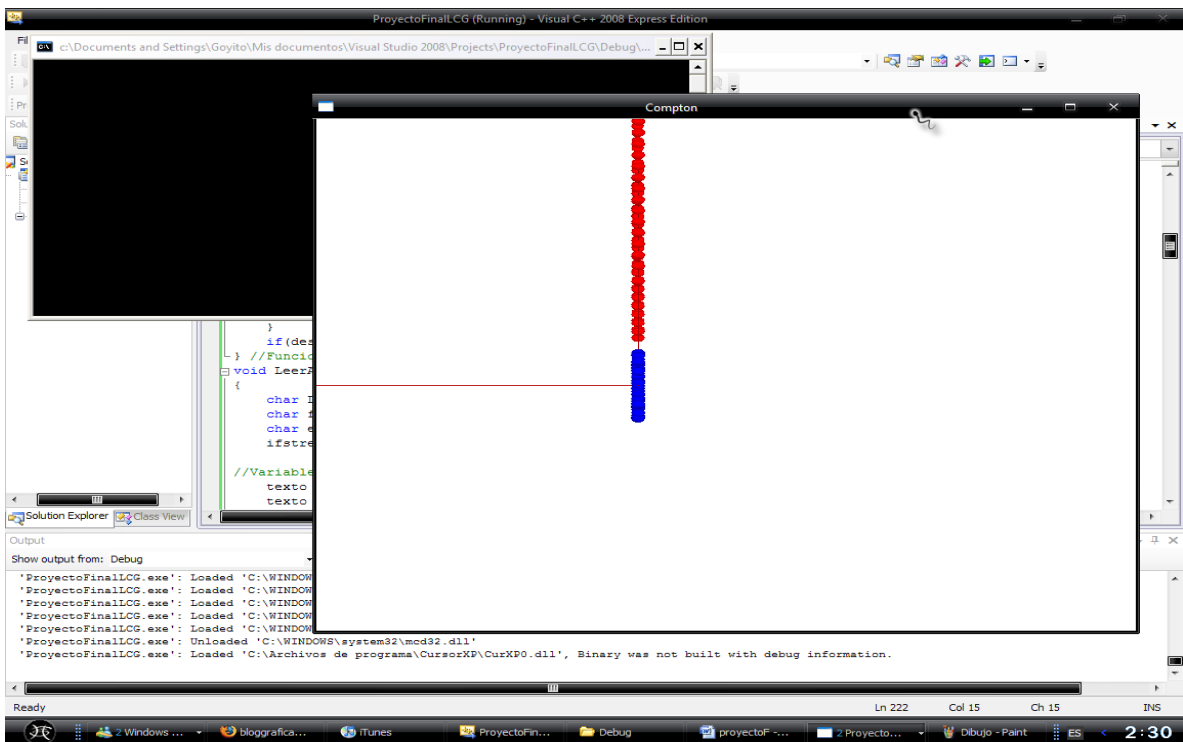 ProyectoFinalLCG (Running) - Visual C++ 2008 Express Edition
c:\Documents and Settings\Goyito\Mis documentos\Visual Studio 2008\Projects\ProyectoFinalLCG\Debug\...
Compton
}
if(des
} //Funcio
void LeerA
{
char
char
char
ifstre
//Variable
texto
texto
Solution Explorer
Class View
Output
Show output from: Debug
'ProyectoFinalLCG.exe': Loaded 'C:\WINDOW
'ProyectoFinalLCG.exe': Loaded 'C:\WINDOW
'ProyectoFinalLCG.exe': Loaded 'C:\WINDOW
'ProyectoFinalLCG.exe': Loaded 'C:\WINDOW
'ProyectoFinalLCG.exe': Loaded 'C:\WINDOW
'ProyectoFinalLCG.exe': Unloaded 'C:\WINDOWS\system32\mcd32.dll'
'ProyectoFinalLCG.exe': Loaded 'C:\Archivos de programa\CursorXP\CurXP0.dll', Binary was not built with debug information.
Ready Ln 222 Col 15 Ch 15 INS
2 Windows ... bloggrafica... iTunes ProyectoFin... Debug proyectoF -... 2 Proyecto... Dibujo - Paint ES 2:30